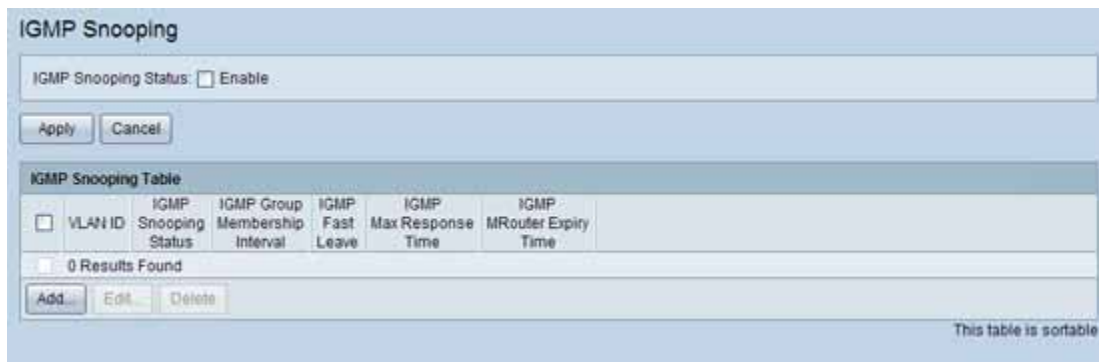 IGMP Snooping
IGMP Snooping Status: Enable
Apply Cancel
IGMP Snooping Table
VLAN ID IGMP Snooping Status IGMP Group Membership Interval IGMP Fast Leave IGMP Max Response Time IGMP MRouter Expiry Time
0 Results Found
Add... Edit... Delete
This table is sortable